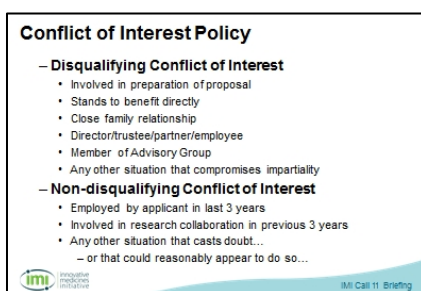 Conflict of Interest Policy
– Disqualifying Conflict of Interest
• Involved in preparation of proposal
• Stands to benefit directly
• Close family relationship
• Director/trustee/partner/employee
• Member of Advisory Group
• Any other situation that compromises impartiality
– Non-disqualifying Conflict of Interest
• Employed by applicant in last 3 years
• Involved in research collaboration in previous 3 years
• Any other situation that casts doubt…
– or that could reasonably appear to do so…
imi
innovative
medicines
initiative
IMI Call 11 Briefing